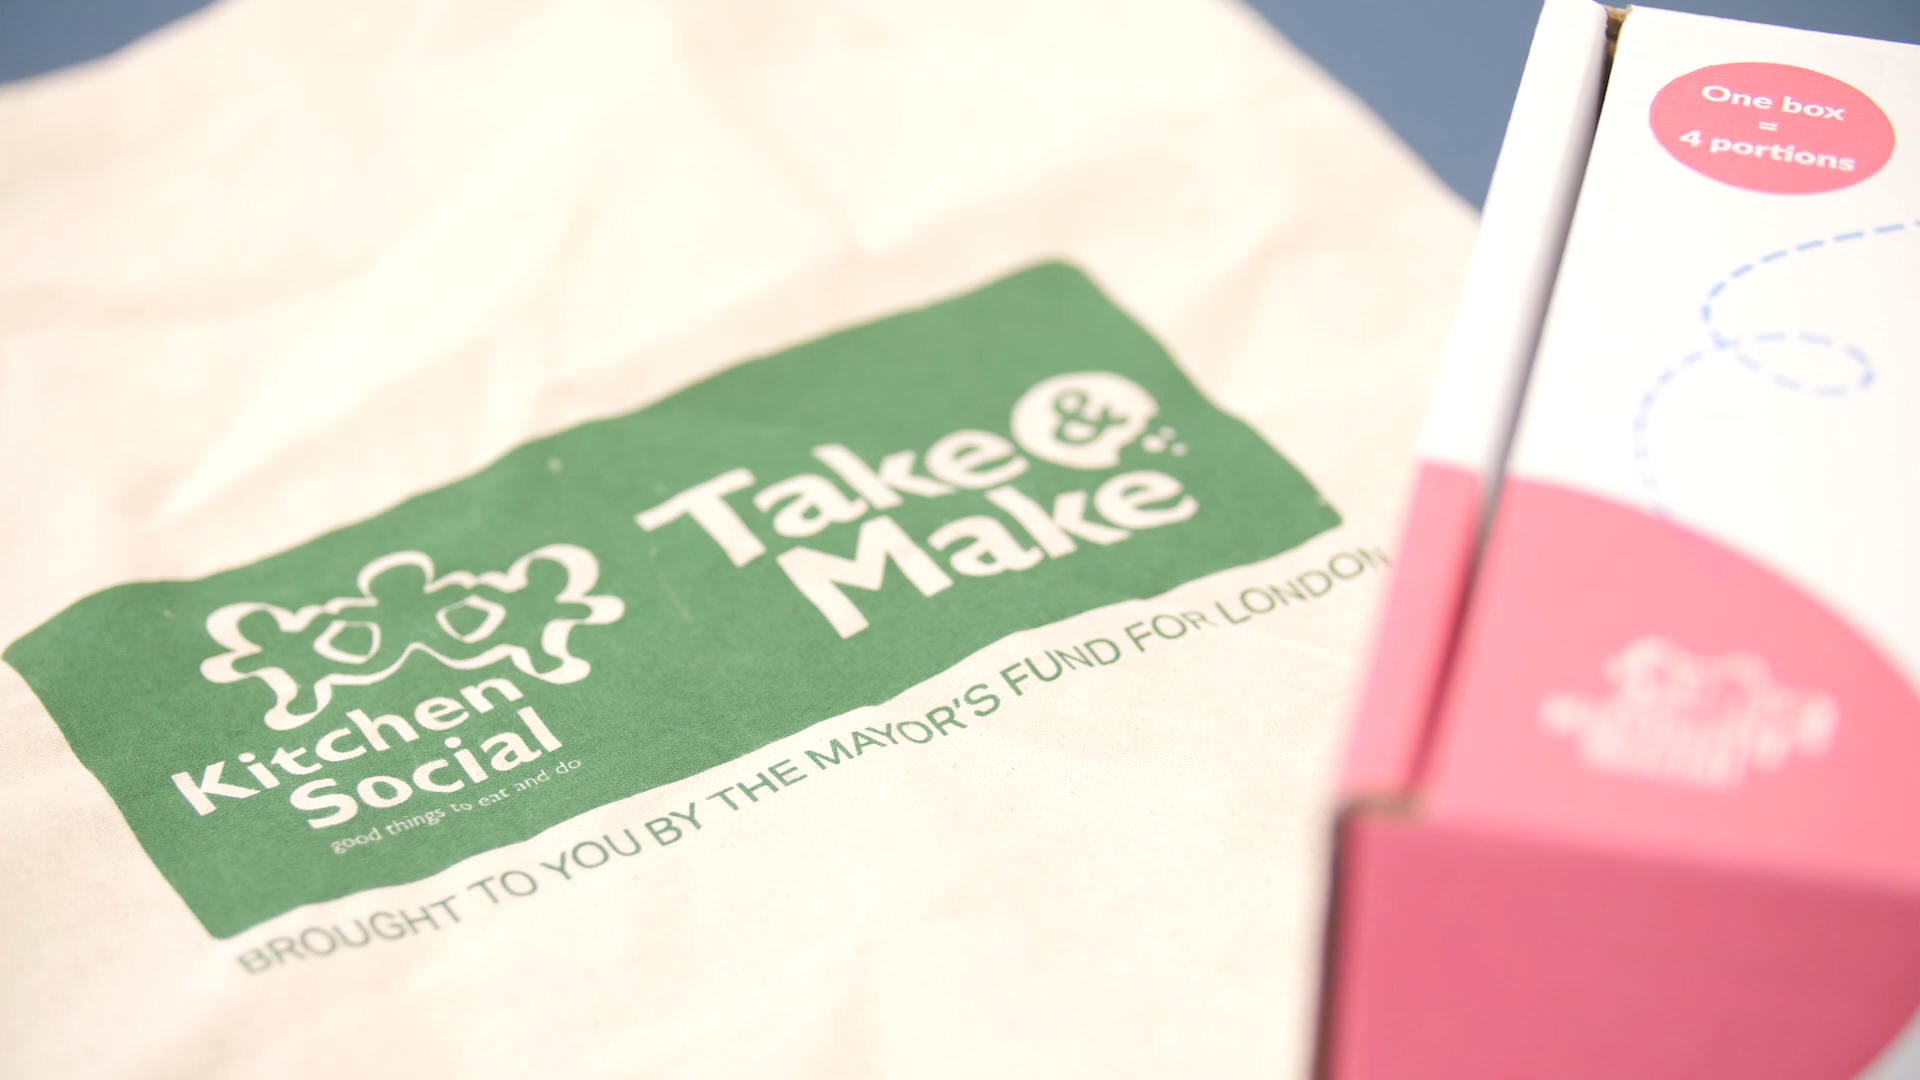 Kitchen
Social
good things to eat and do
Take &
Make
BROUGHT TO YOU BY THE MAYOR'S FUND FOR LONDON
One box
=
4 portions